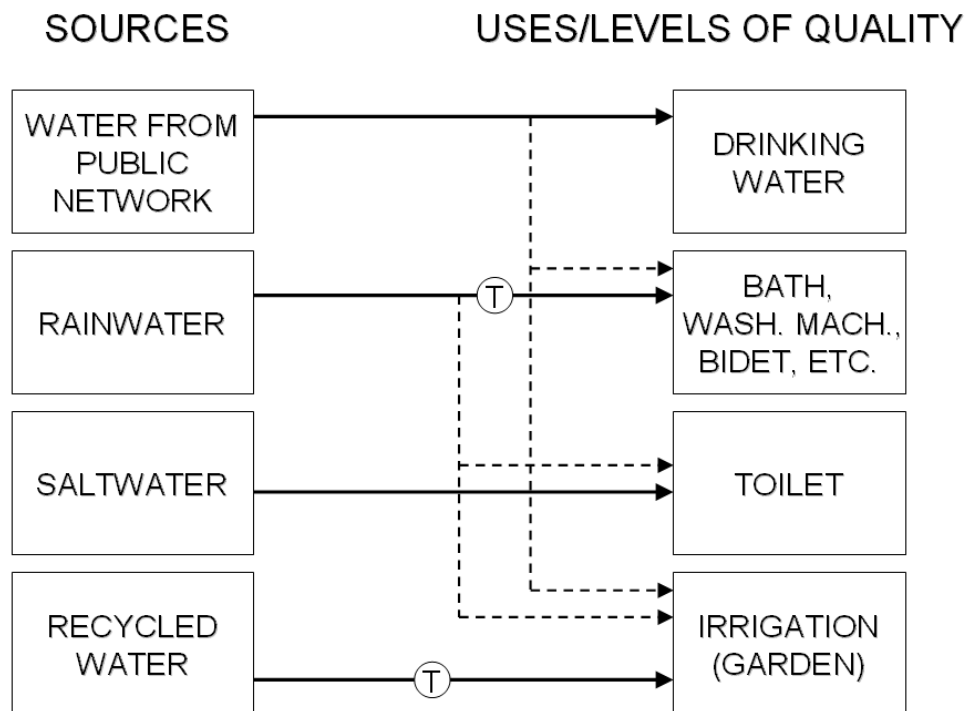 SOURCES
USES/LEVELS OF QUALITY
WATER FROM
PUBLIC
NETWORK
DRINKING
WATER
RAINWATER
T
BATH,
WASH. MACH.,
BIDET, ETC.
SALTWATER
TOILET
RECYCLED
WATER
T
IRRIGATION
(GARDEN)